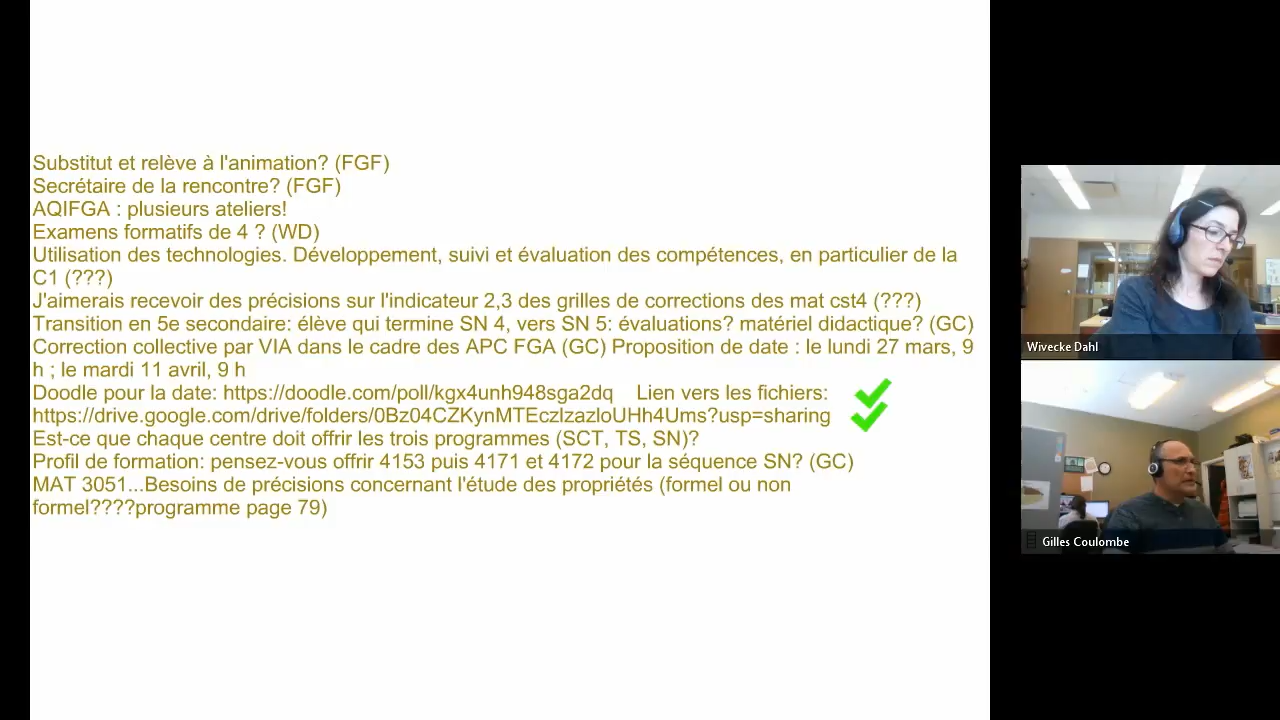 Substitut et relève à l'animation? (FGF)
Secrétaire de la rencontre? (FGF)
AQIFGA : plusieurs ateliers!
Examens formatifs de 4 ? (WD)
Utilisation des technologies. Développement, suivi et évaluation des compétences, en particulier de la
C1 (???)
J'aimerais recevoir des précisions sur l'indicateur 2,3 des grilles de corrections des mat cst4 (???)
Transition en 5e secondaire: élève qui termine SN 4, vers SN 5: évaluations? matériel didactique? (GC)
Correction collective par VIA dans le cadre des APC FGA (GC) Proposition de date : le lundi 27 mars, 9
h ; le mardi 11 avril, 9 h
Doodle pour la date: https://doodle.com/poll/kgx4unh948sga2dq Lien vers les fichiers:
https://drive.google.com/drive/folders/0Bz04CZKynMTEczlzazloUHh4Ums?usp=sharing
Est-ce que chaque centre doit offrir les trois programmes (SCT, TS, SN)?
Profil de formation: pensez-vous offrir 4153 puis 4171 et 4172 pour la séquence SN? (GC)
MAT 3051...Besoins de précisions concernant l'étude des propriétés (formel ou non
formel????programme page 79)
Wivecke Dahl
Gilles Coulombe